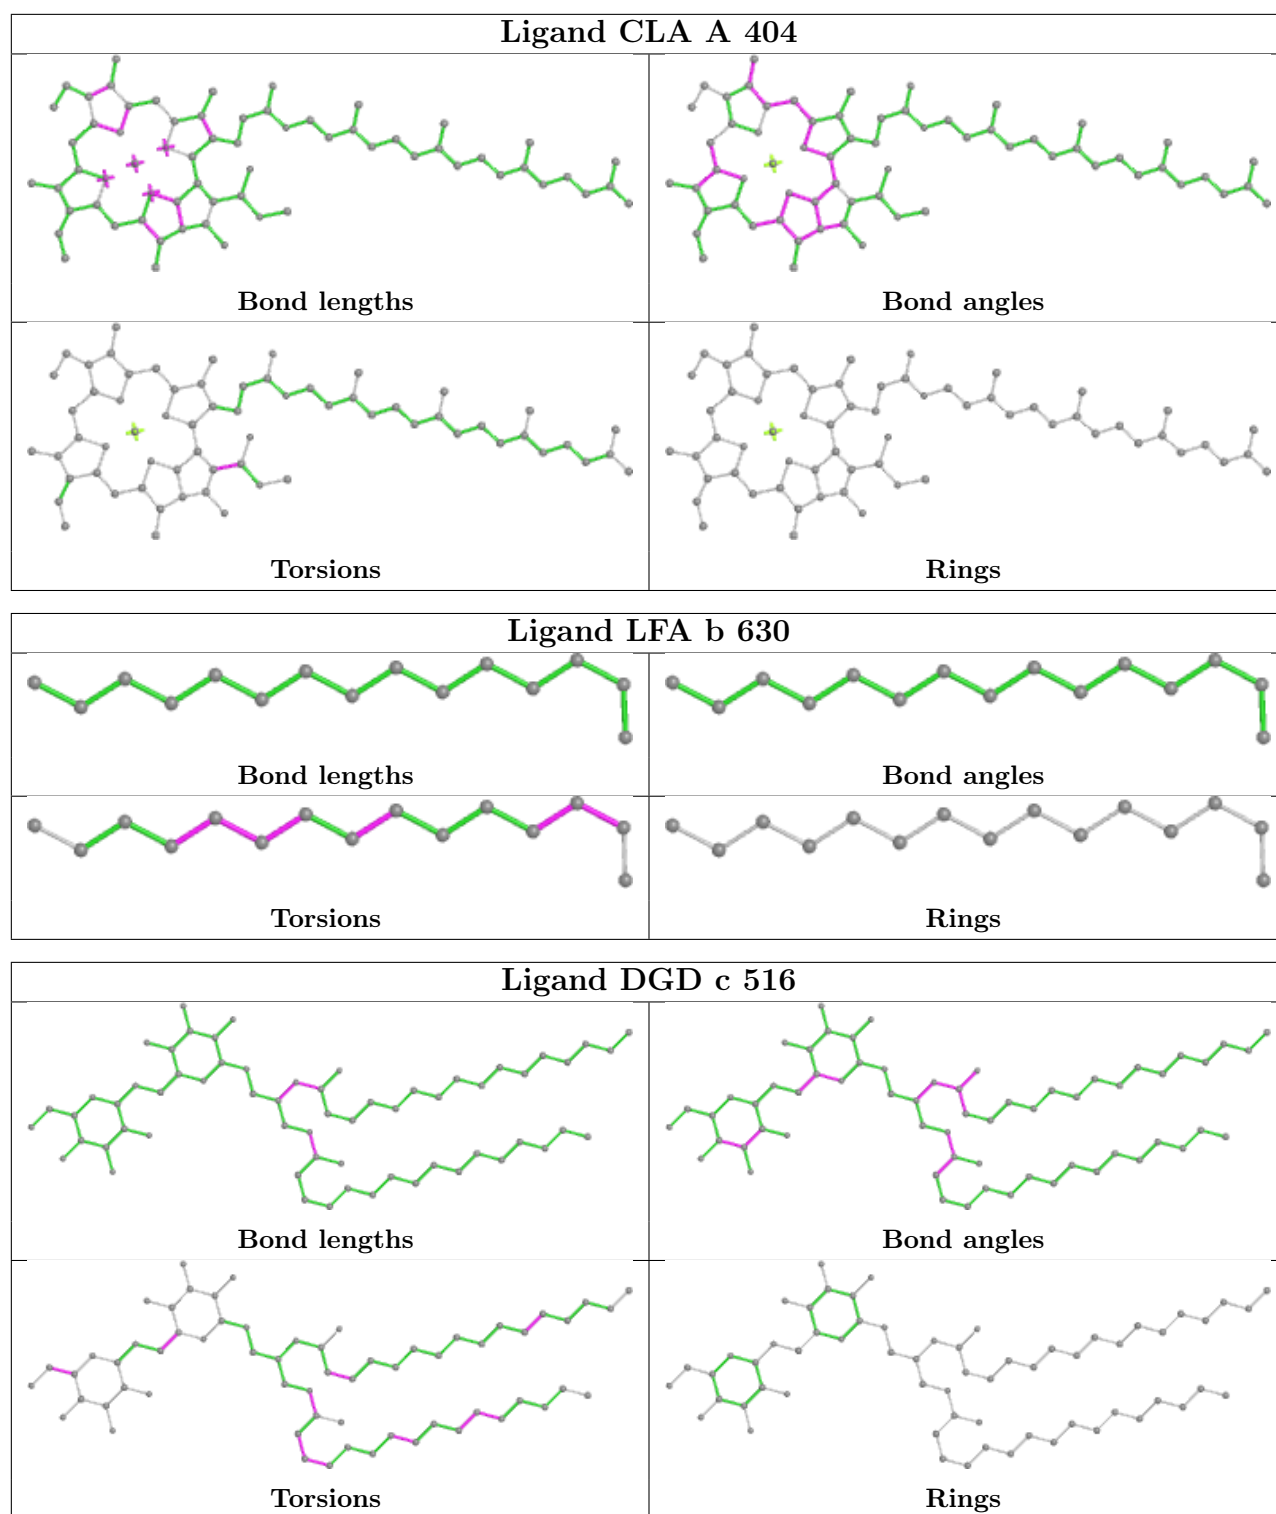 Ligand CLA A 404
Bond lengths
Bond angles
Torsions
Rings
Ligand LFA b 630
Bond lengths
Bond angles
Torsions
Rings
Ligand DGD c 516
Bond lengths
Bond angles
Torsions
Rings